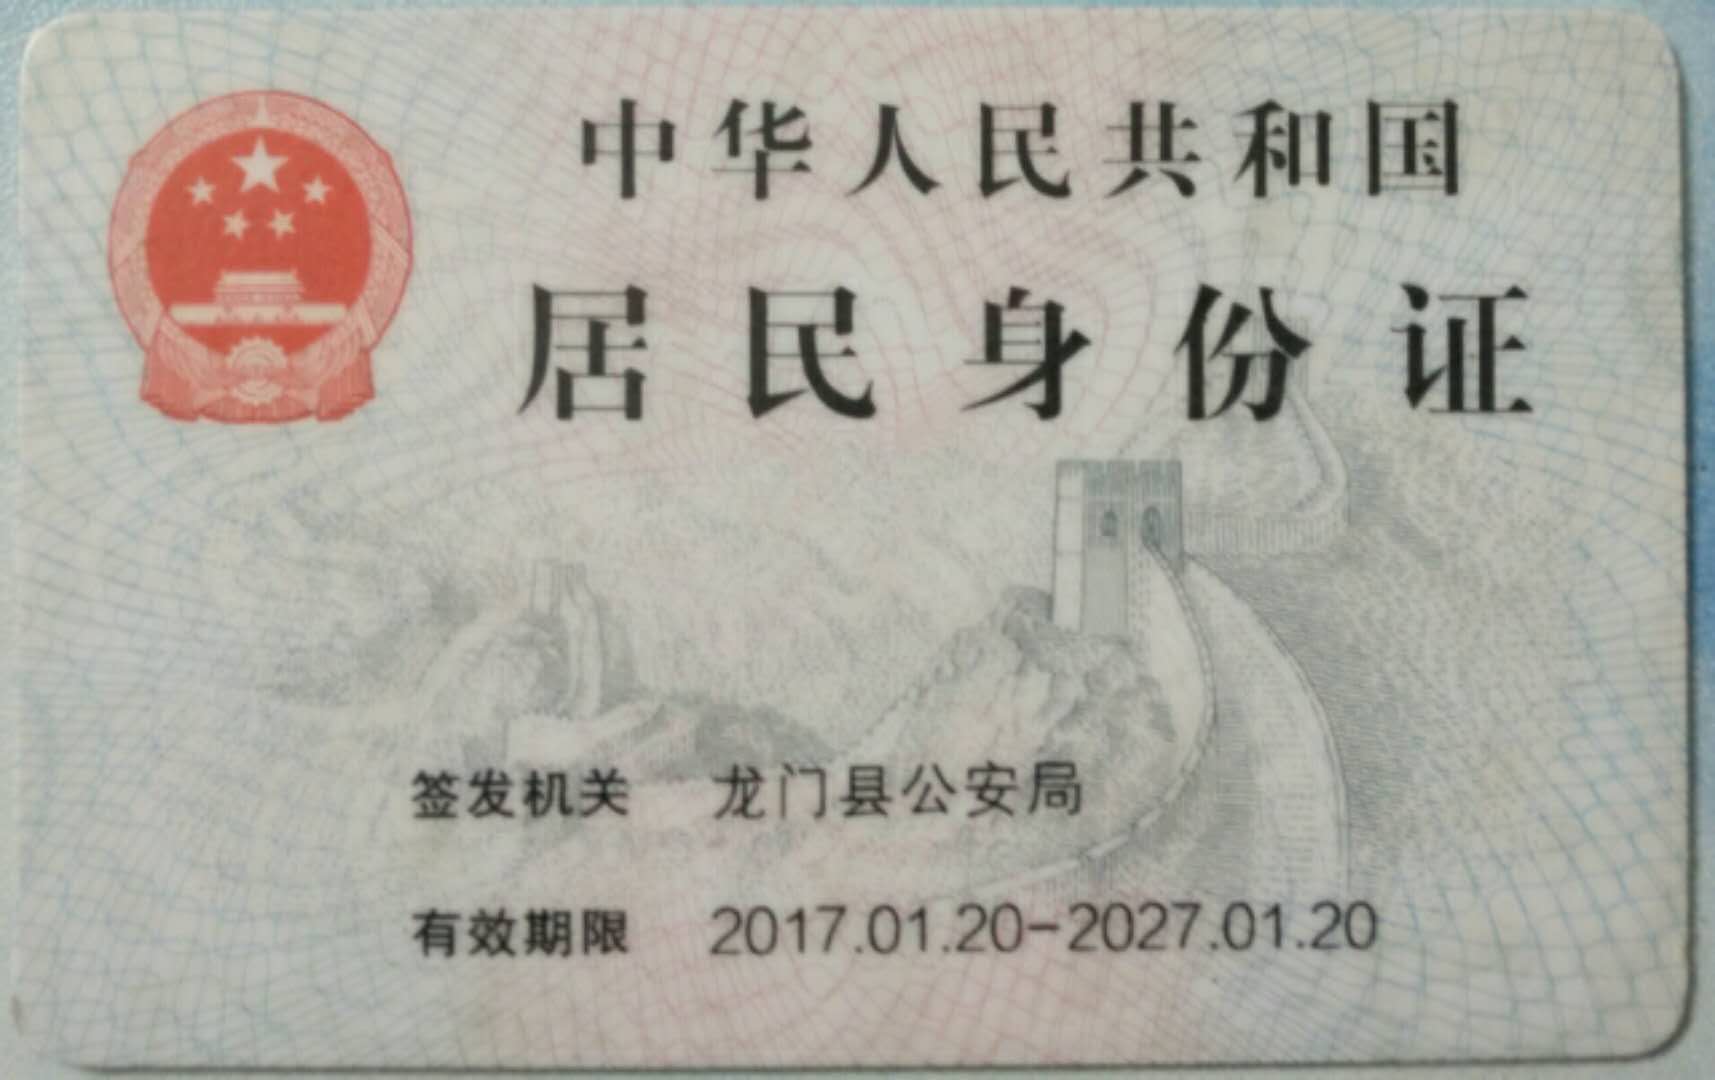 中华人民共和国
居民身份证
签发机关 龙门县公安局
有效期限 2017.01.20-2027.01.20